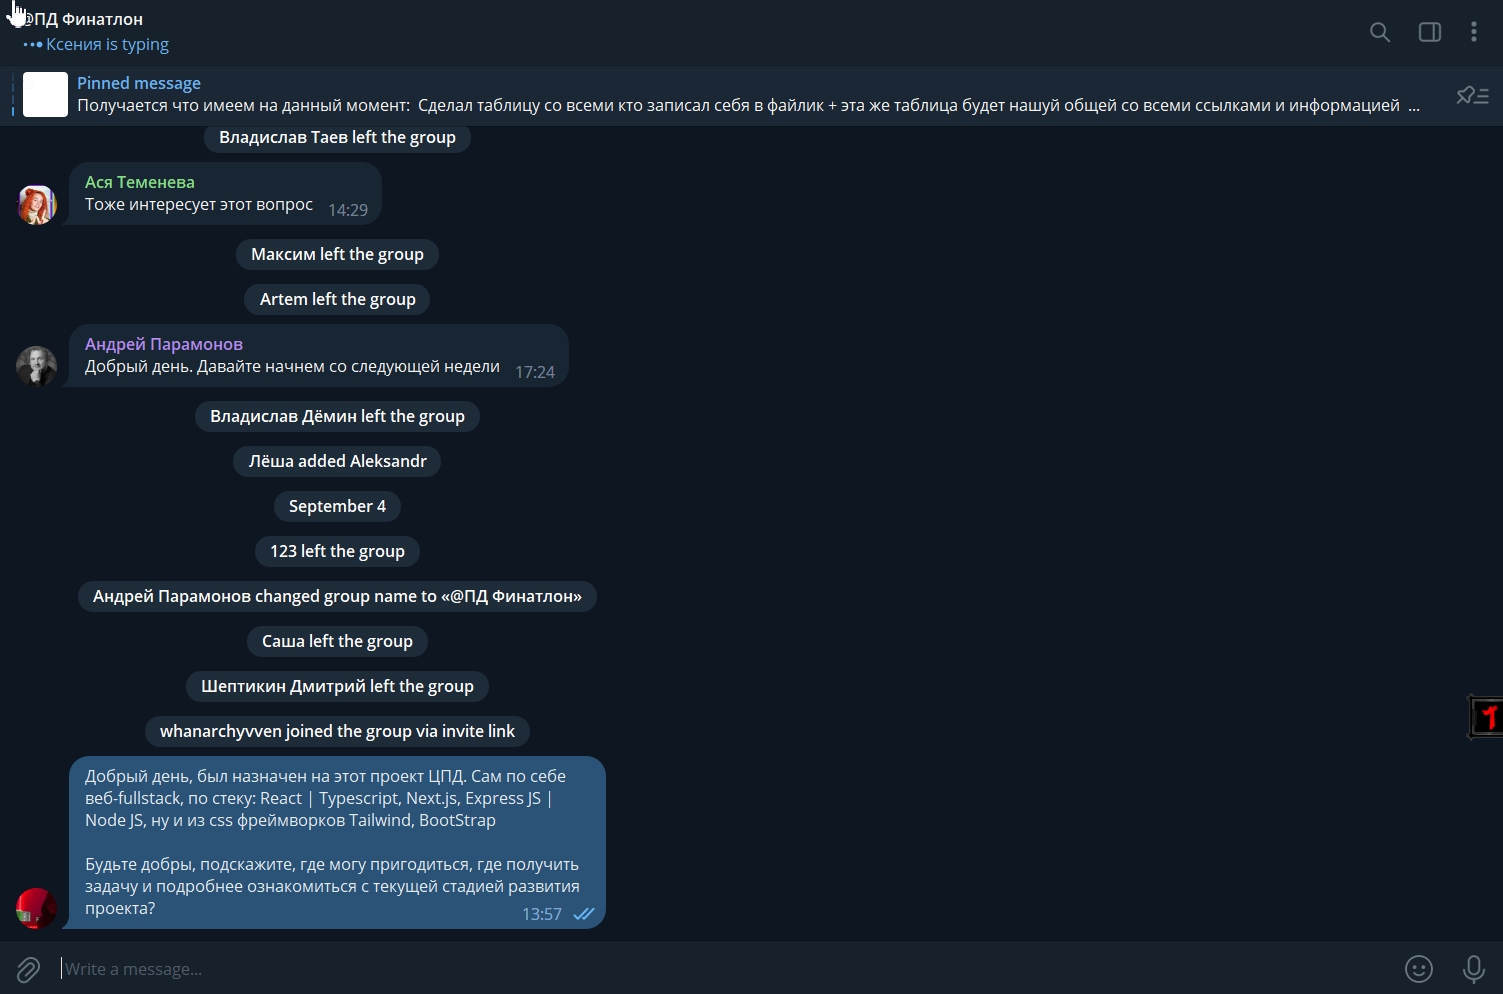 @ПД Финатлон
Ксения is typing
Pinned message
Получается что имеем на данный момент: Сделал таблицу со всеми кто записал себя в файлик + эта же таблица будет нашуй общей со всеми ссылками и информацией ...
Владислав Таев left the group
Ася Теменева
Тоже интересует этот вопрос 14:29
Максим left the group
Artem left the group
Андрей Парамонов
Добрый день. Давайте начнем со следующей недели 17:24
Владислав Дёмин left the group
Лёша added Aleksandr
September 4
123 left the group
Андрей Парамонов changed group name to «@ПД Финатлон»
Саша left the group
Шептикин Дмитрий left the group
whanarchyvven joined the group via invite link
Добрый день, был назначен на этот проект ЦПД. Сам по себе
веб-fullstack, по стеку: React | Typescript, Next.js, Express JS |
Node JS, ну и из css фреймворков Tailwind, BootStrap
Будьте добры, подскажите, где могу пригодиться, где получить
задачу и подробнее ознакомиться с текущей стадией развития
проекта? 13:57
Write a message...
1